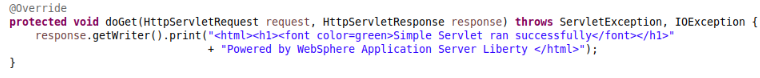 @Override
protected void doGet(HttpServletRequest request, HttpServletResponse response) throws ServletException, IOException {
    response.getWriter().print("<html><h1><font color=green>Simple Servlet ran successfully</font></h1>"
                               + "Powered by WebSphere Application Server Liberty </html>");
}